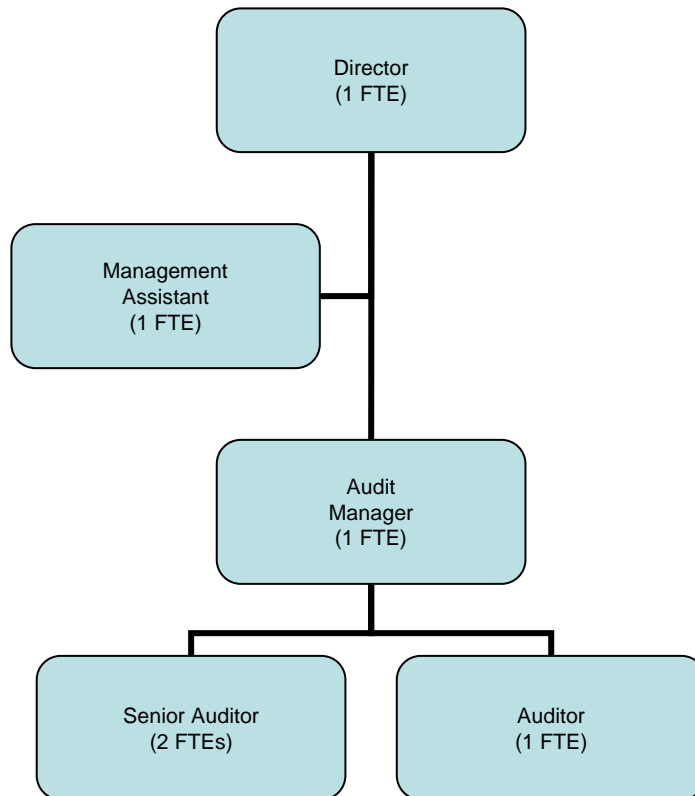 Director
(1 FTE)
Management
Assistant
(1 FTE)
Audit
Manager
(1 FTE)
Senior Auditor
(2 FTEs)
Auditor
(1 FTE)